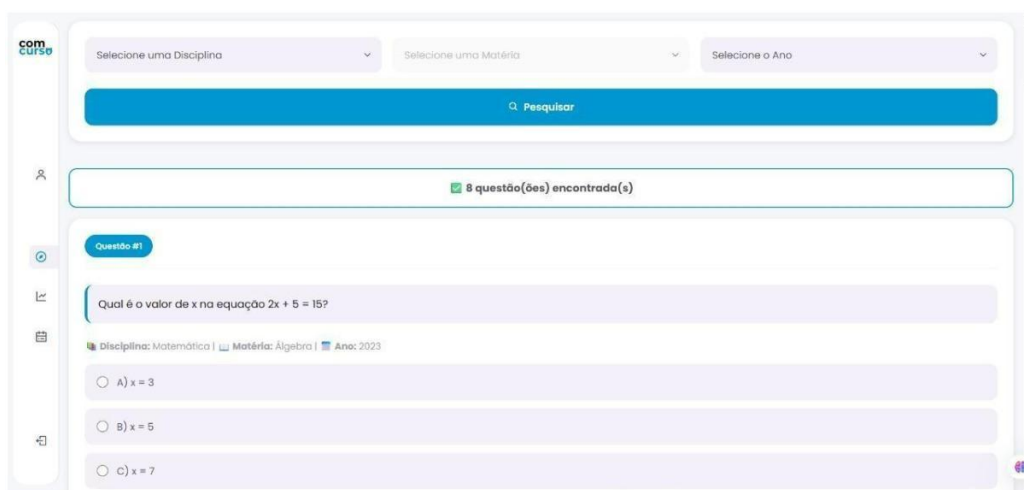 com
curso
Selecione uma Disciplina
Selecione uma Matéria
Selecione o Ano
Pesquisar
8 questão(ões) encontrada(s)
Questão #1
Qual é o valor de x na equação 2x + 5 = 15?
Disciplina: Matemática | Matéria: Álgebra | Ano: 2023
A) x = 3
B) x = 5
C) x = 7